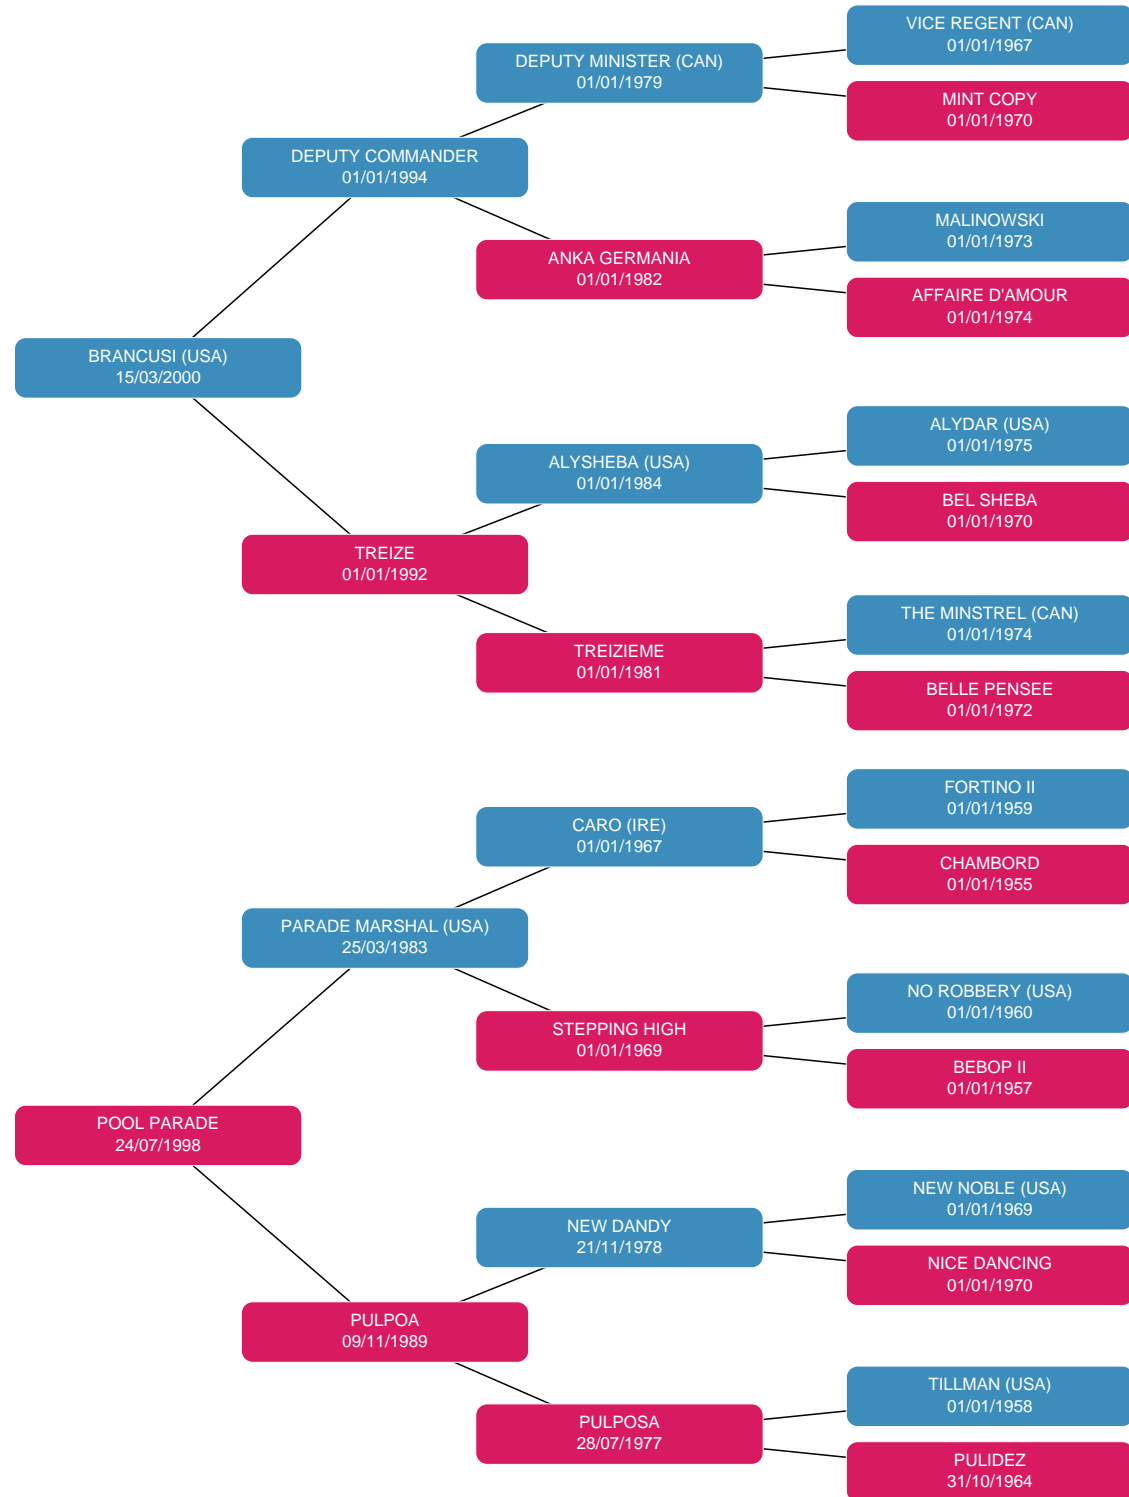 VICE REGENT (CAN)
01/01/1967
DEPUTY MINISTER (CAN)
01/01/1979
MINT COPY
01/01/1970
DEPUTY COMMANDER
01/01/1994
MALINOWSKI
01/01/1973
ANKA GERMANIA
01/01/1982
AFFAIRE D'AMOUR
01/01/1974
BRANCUSI (USA)
15/03/2000
ALYDAR (USA)
01/01/1975
ALYSHEBA (USA)
01/01/1984
BEL SHEBA
01/01/1970
TREIZE
01/01/1992
THE MINSTREL (CAN)
01/01/1974
TREIZIEME
01/01/1981
BELLE PENSEE
01/01/1972
FORTINO II
01/01/1959
CARO (IRE)
01/01/1967
CHAMBORD
01/01/1955
PARADE MARSHAL (USA)
25/03/1983
NO ROBBERY (USA)
01/01/1960
STEPPING HIGH
01/01/1969
BEBOP II
01/01/1957
POOL PARADE
24/07/1998
NEW NOBLE (USA)
01/01/1969
NEW DANDY
21/11/1978
NICE DANCING
01/01/1970
PULPOA
09/11/1989
TILLMAN (USA)
01/01/1958
PULPOSA
28/07/1977
PULIDEZ
31/10/1964